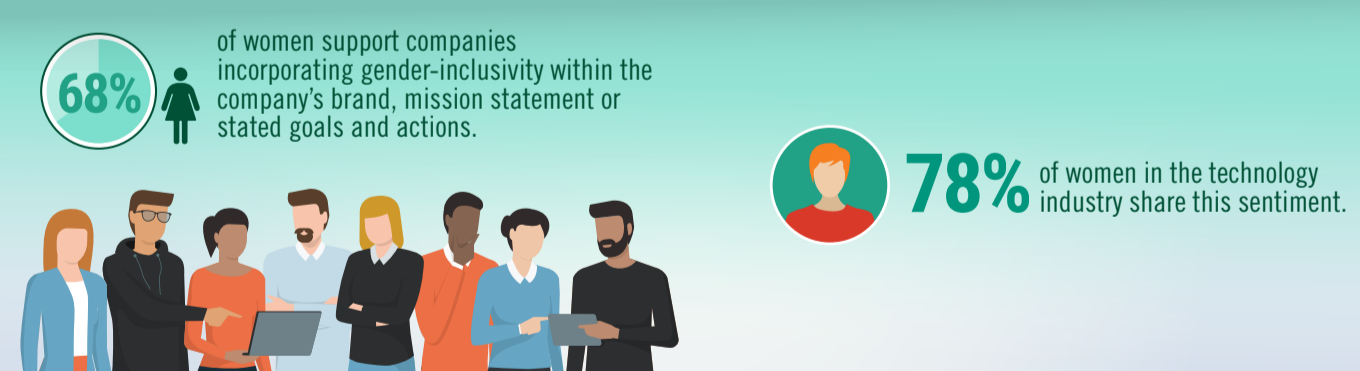 68%
of women support companies
incorporating gender-inclusivity within the
company's brand, mission statement or
stated goals and actions.
78%
of women in the technology
industry share this sentiment.